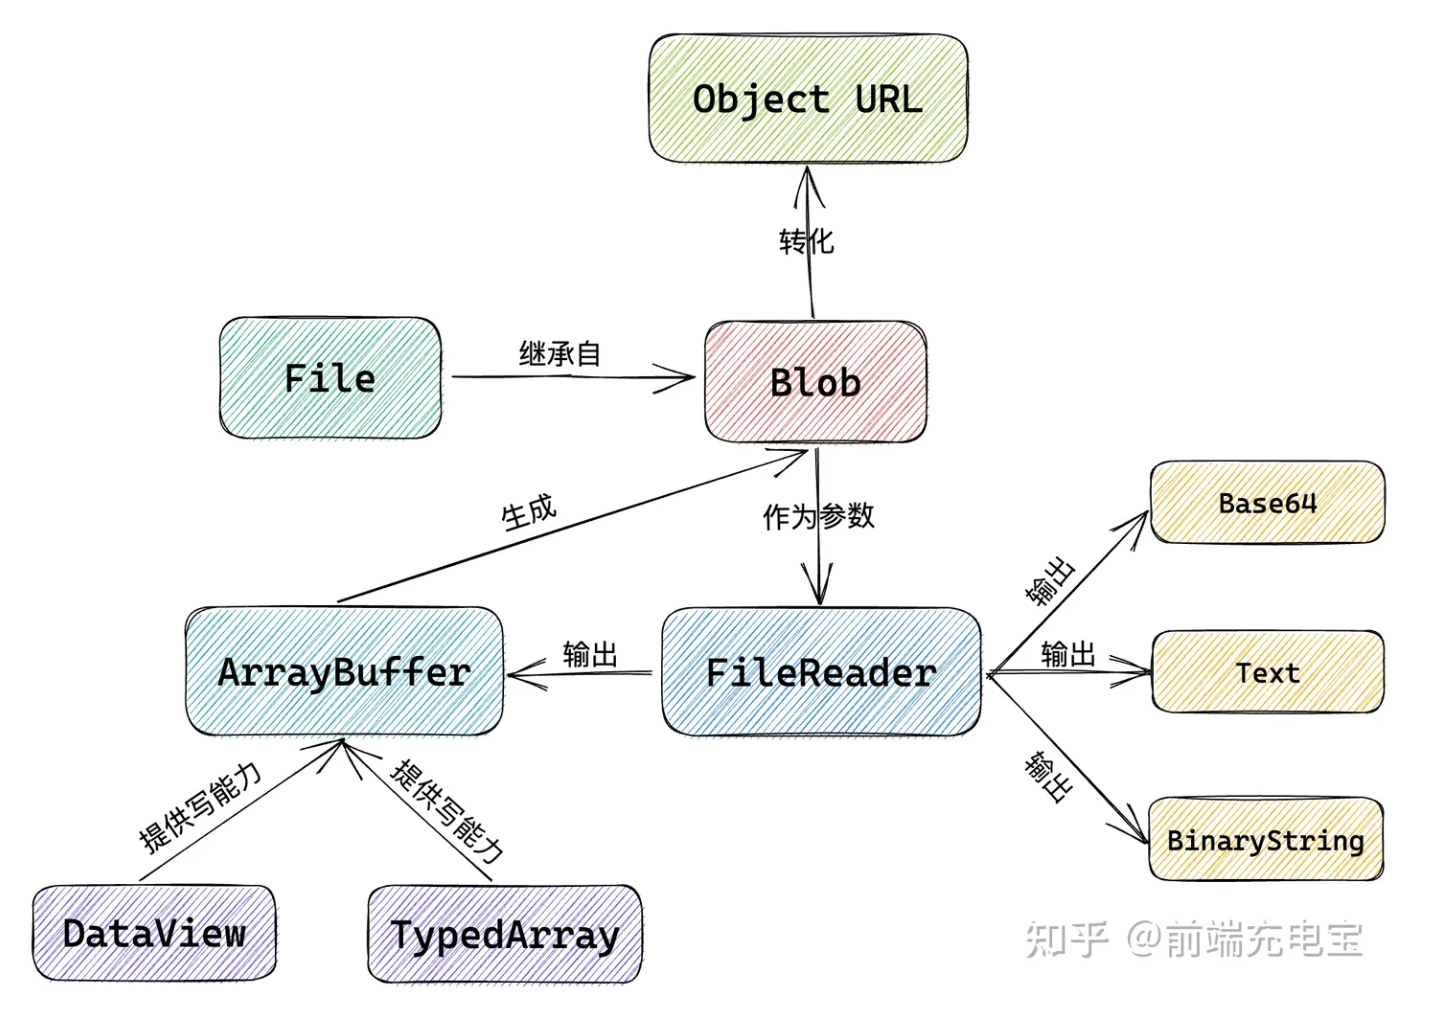 Object URL
转化
File
继承自
Blob
生成
作为参数
Base64
输出
ArrayBuffer
输出
FileReader
输出
Text
输出
提供写能力
提供写能力
BinaryString
DataView
TypedArray
知乎 @前端充电宝